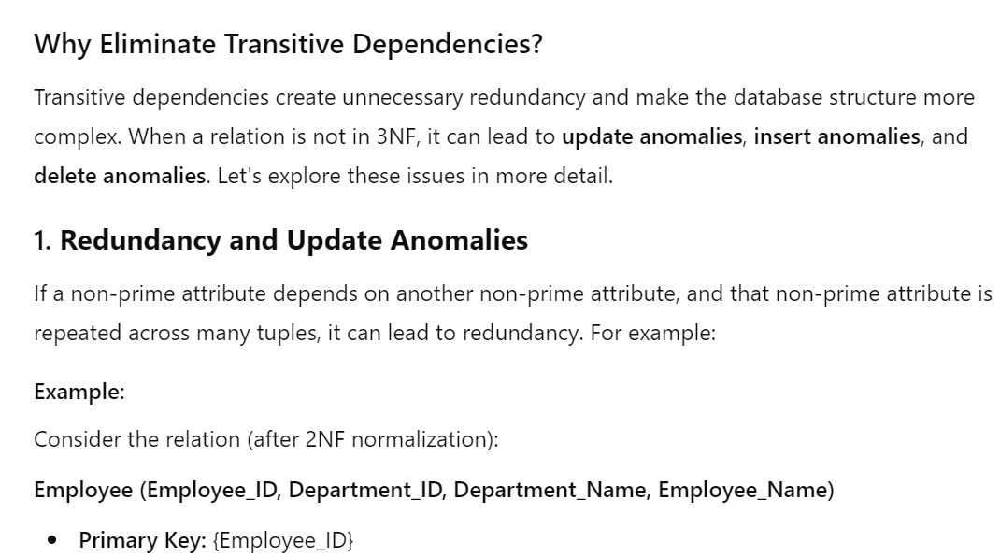 Why Eliminate Transitive Dependencies?
Transitive dependencies create unnecessary redundancy and make the database structure more
complex. When a relation is not in 3NF, it can lead to update anomalies, insert anomalies, and
delete anomalies. Let's explore these issues in more detail.
1. Redundancy and Update Anomalies
If a non-prime attribute depends on another non-prime attribute, and that non-prime attribute is
repeated across many tuples, it can lead to redundancy. For example:
Example:
Consider the relation (after 2NF normalization):
Employee (Employee_ID, Department_ID, Department_Name, Employee_Name)
• Primary Key: {Employee_ID}